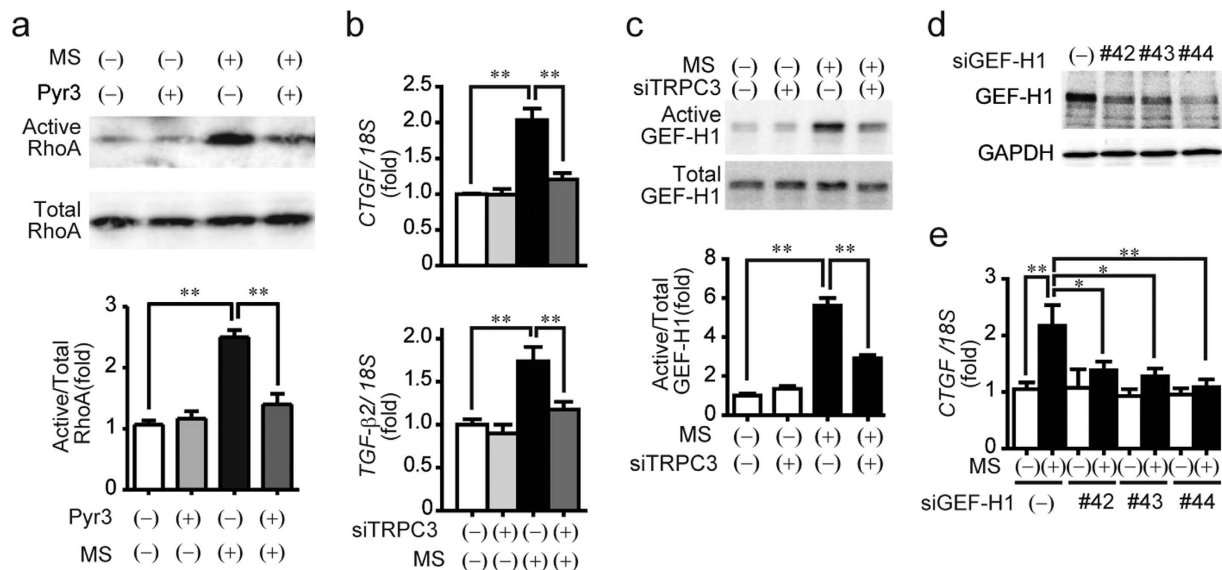 a
MS (–) (–) (+) (+)
Pyr3 (–) (+) (–) (+)
Active
RhoA
Total
RhoA
Active/Total
RhoA(fold)
3
2
1
0
** **
Pyr3 (–) (+) (–) (+)
MS (–) (–) (+) (+)
b
CTGF/ 18S
(fold)
2.5
2.0
1.5
1.0
0
** **
TGF-β2/ 18S
(fold)
2.0
1.5
1.0
0
** **
siTRPC3 (–) (+) (–) (+)
MS (–) (–) (+) (+)
c
MS (–) (–) (+) (+)
siTRPC3 (–) (+) (–) (+)
Active
GEF-H1
Total
GEF-H1
Active/Total
GEF-H1(fold)
8
6
4
2
0
** **
MS (–) (–) (+) (+)
siTRPC3 (–) (+) (–) (+)
d
siGEF-H1 (–) #42 #43 #44
GEF-H1
GAPDH
e
CTGF /18S
(fold)
3
2
1
0
** * * **
MS (–) (+) (–) (+) (–) (+) (–) (+)
siGEF-H1 (–) #42 #43 #44